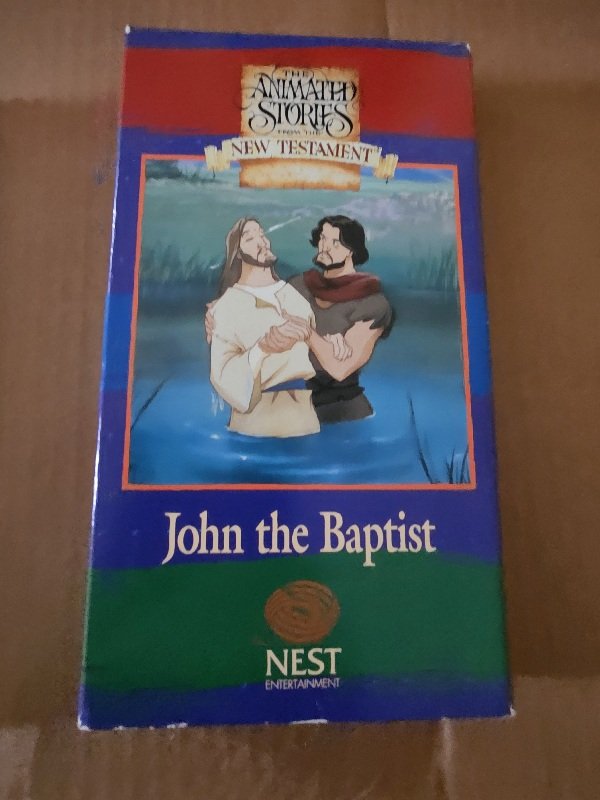 THE
ANIMATED
STORIES
FROM THE
NEW TESTAMENT
John the Baptist
NEST
ENTERTAINMENT